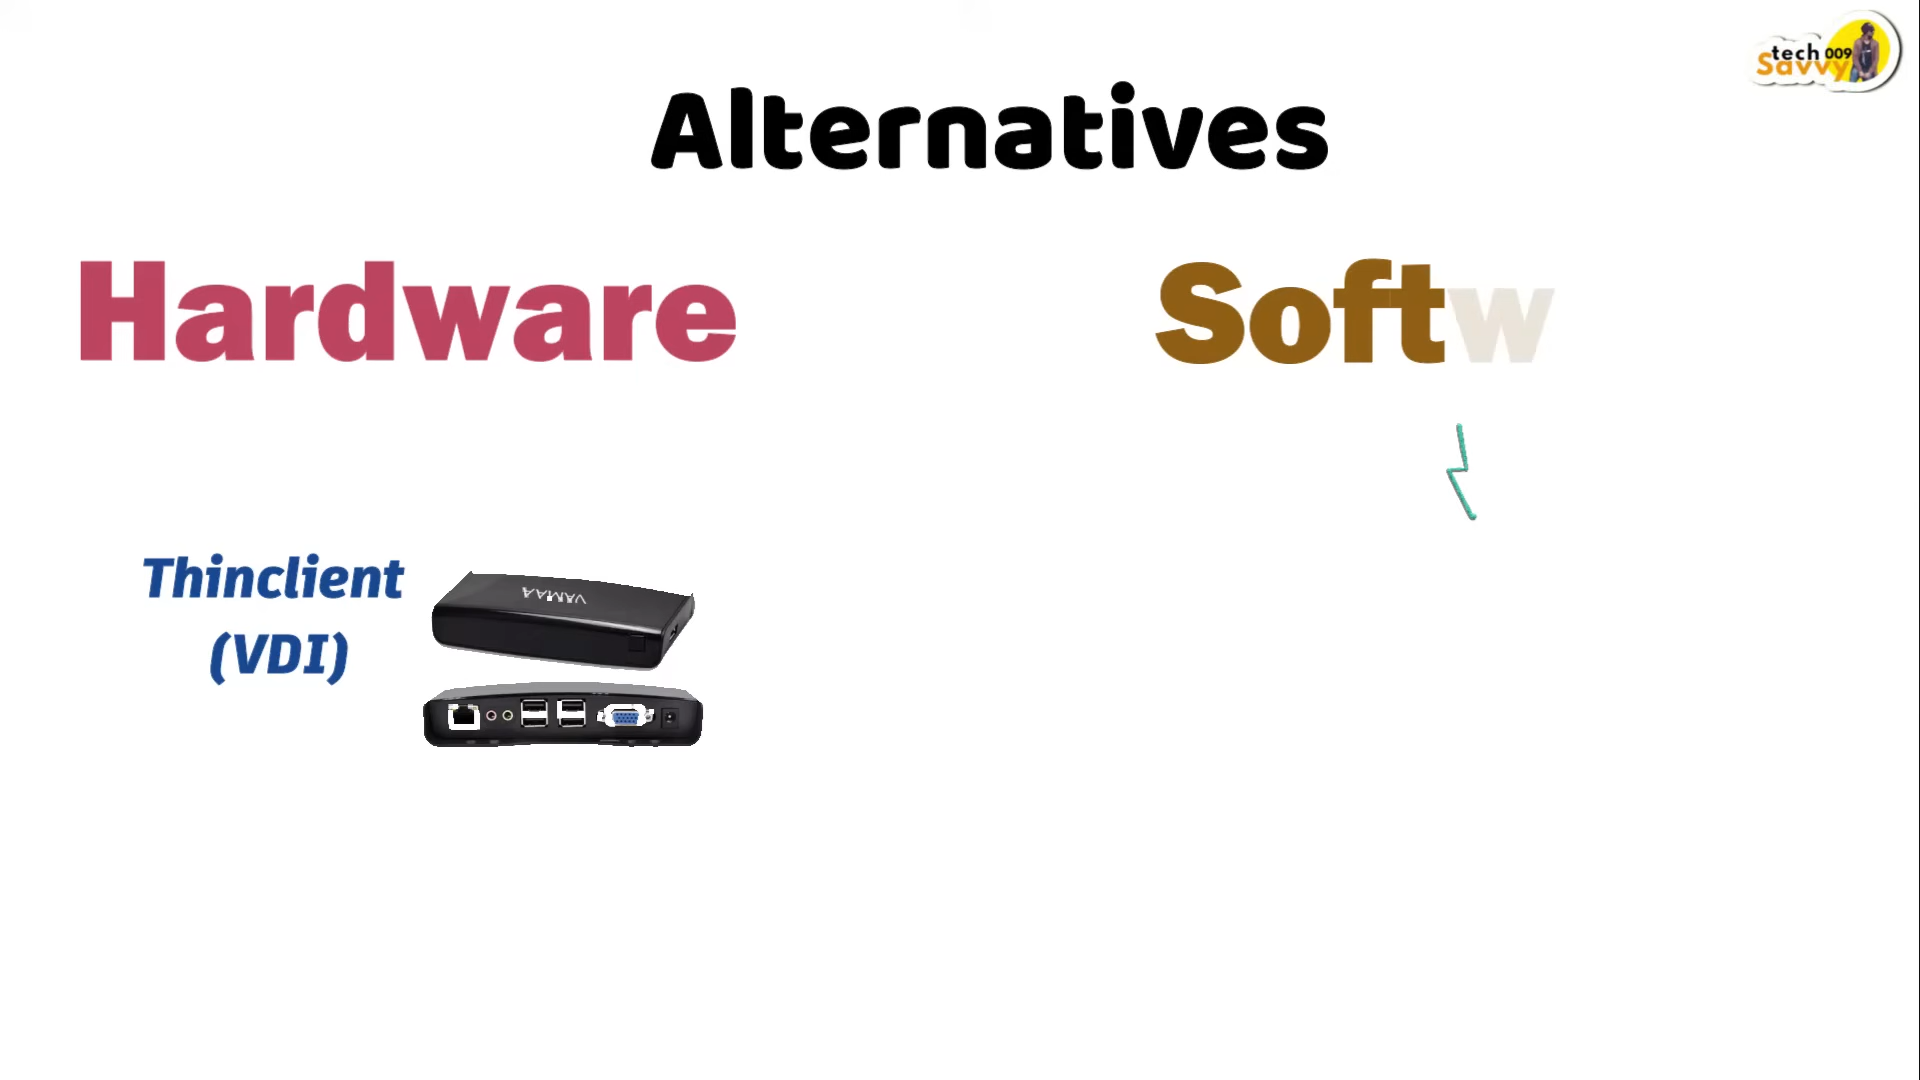 tech 009
Savvy
Alternatives
Hardware
Softw
Thinclient
(VDI)
VAMAA